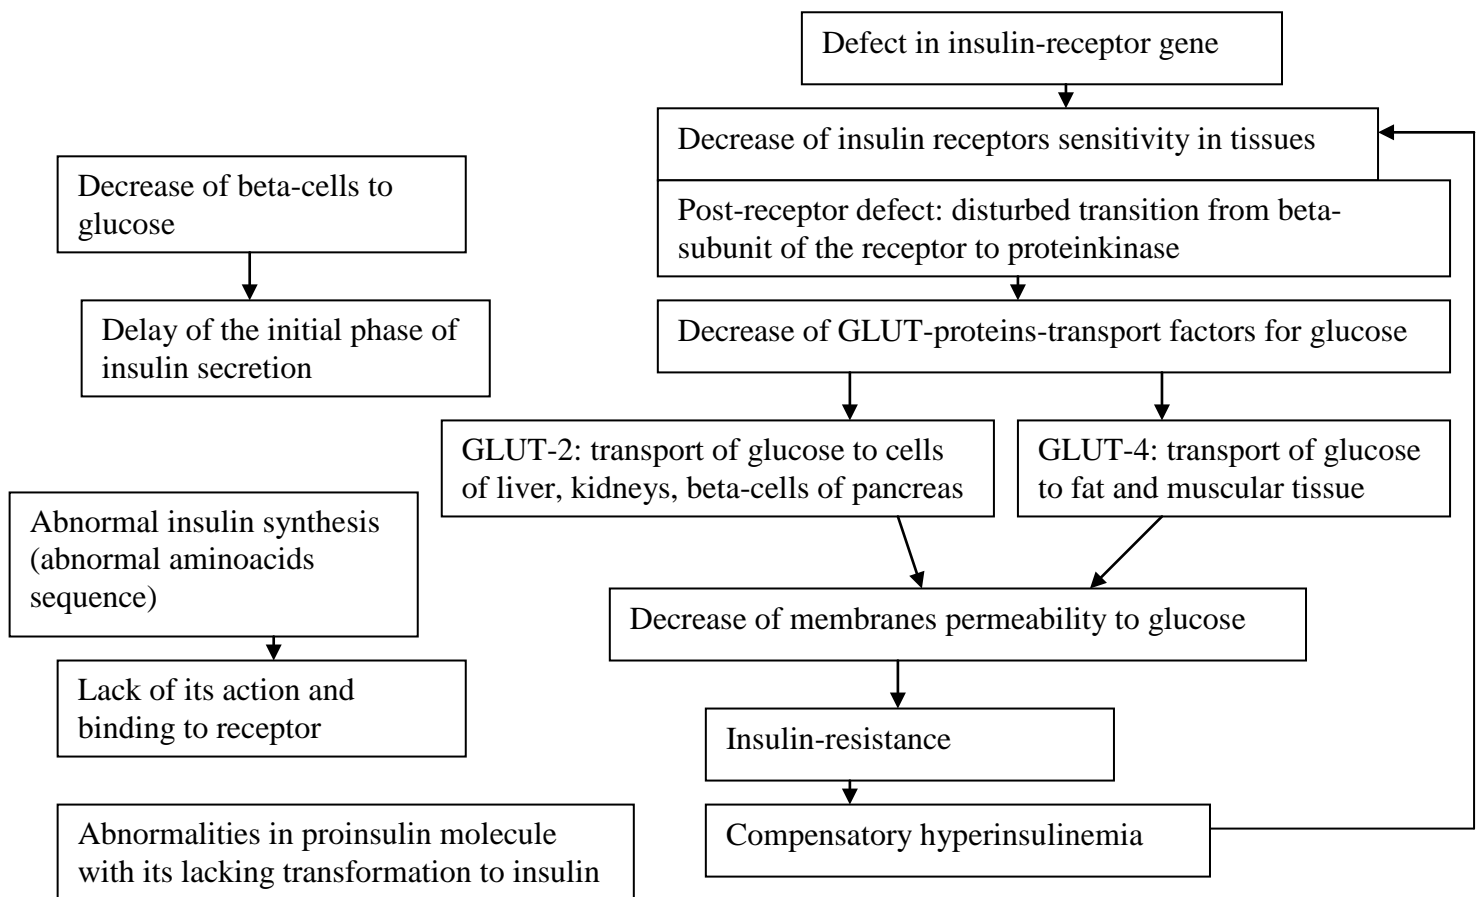 Defect in insulin-receptor gene
Decrease of insulin receptors sensitivity in tissues
Decrease of beta-cells to
glucose
Post-receptor defect: disturbed transition from beta-
subunit of the receptor to proteinkinase
Delay of the initial phase of
insulin secretion
Decrease of GLUT-proteins-transport factors for glucose
GLUT-2: transport of glucose to cells
of liver, kidneys, beta-cells of pancreas
GLUT-4: transport of glucose
to fat and muscular tissue
Abnormal insulin synthesis
(abnormal aminoacids
sequence)
Decrease of membranes permeability to glucose
Lack of its action and
binding to receptor
Insulin-resistance
Abnormalities in proinsulin molecule
with its lacking transformation to insulin
Compensatory hyperinsulinemia